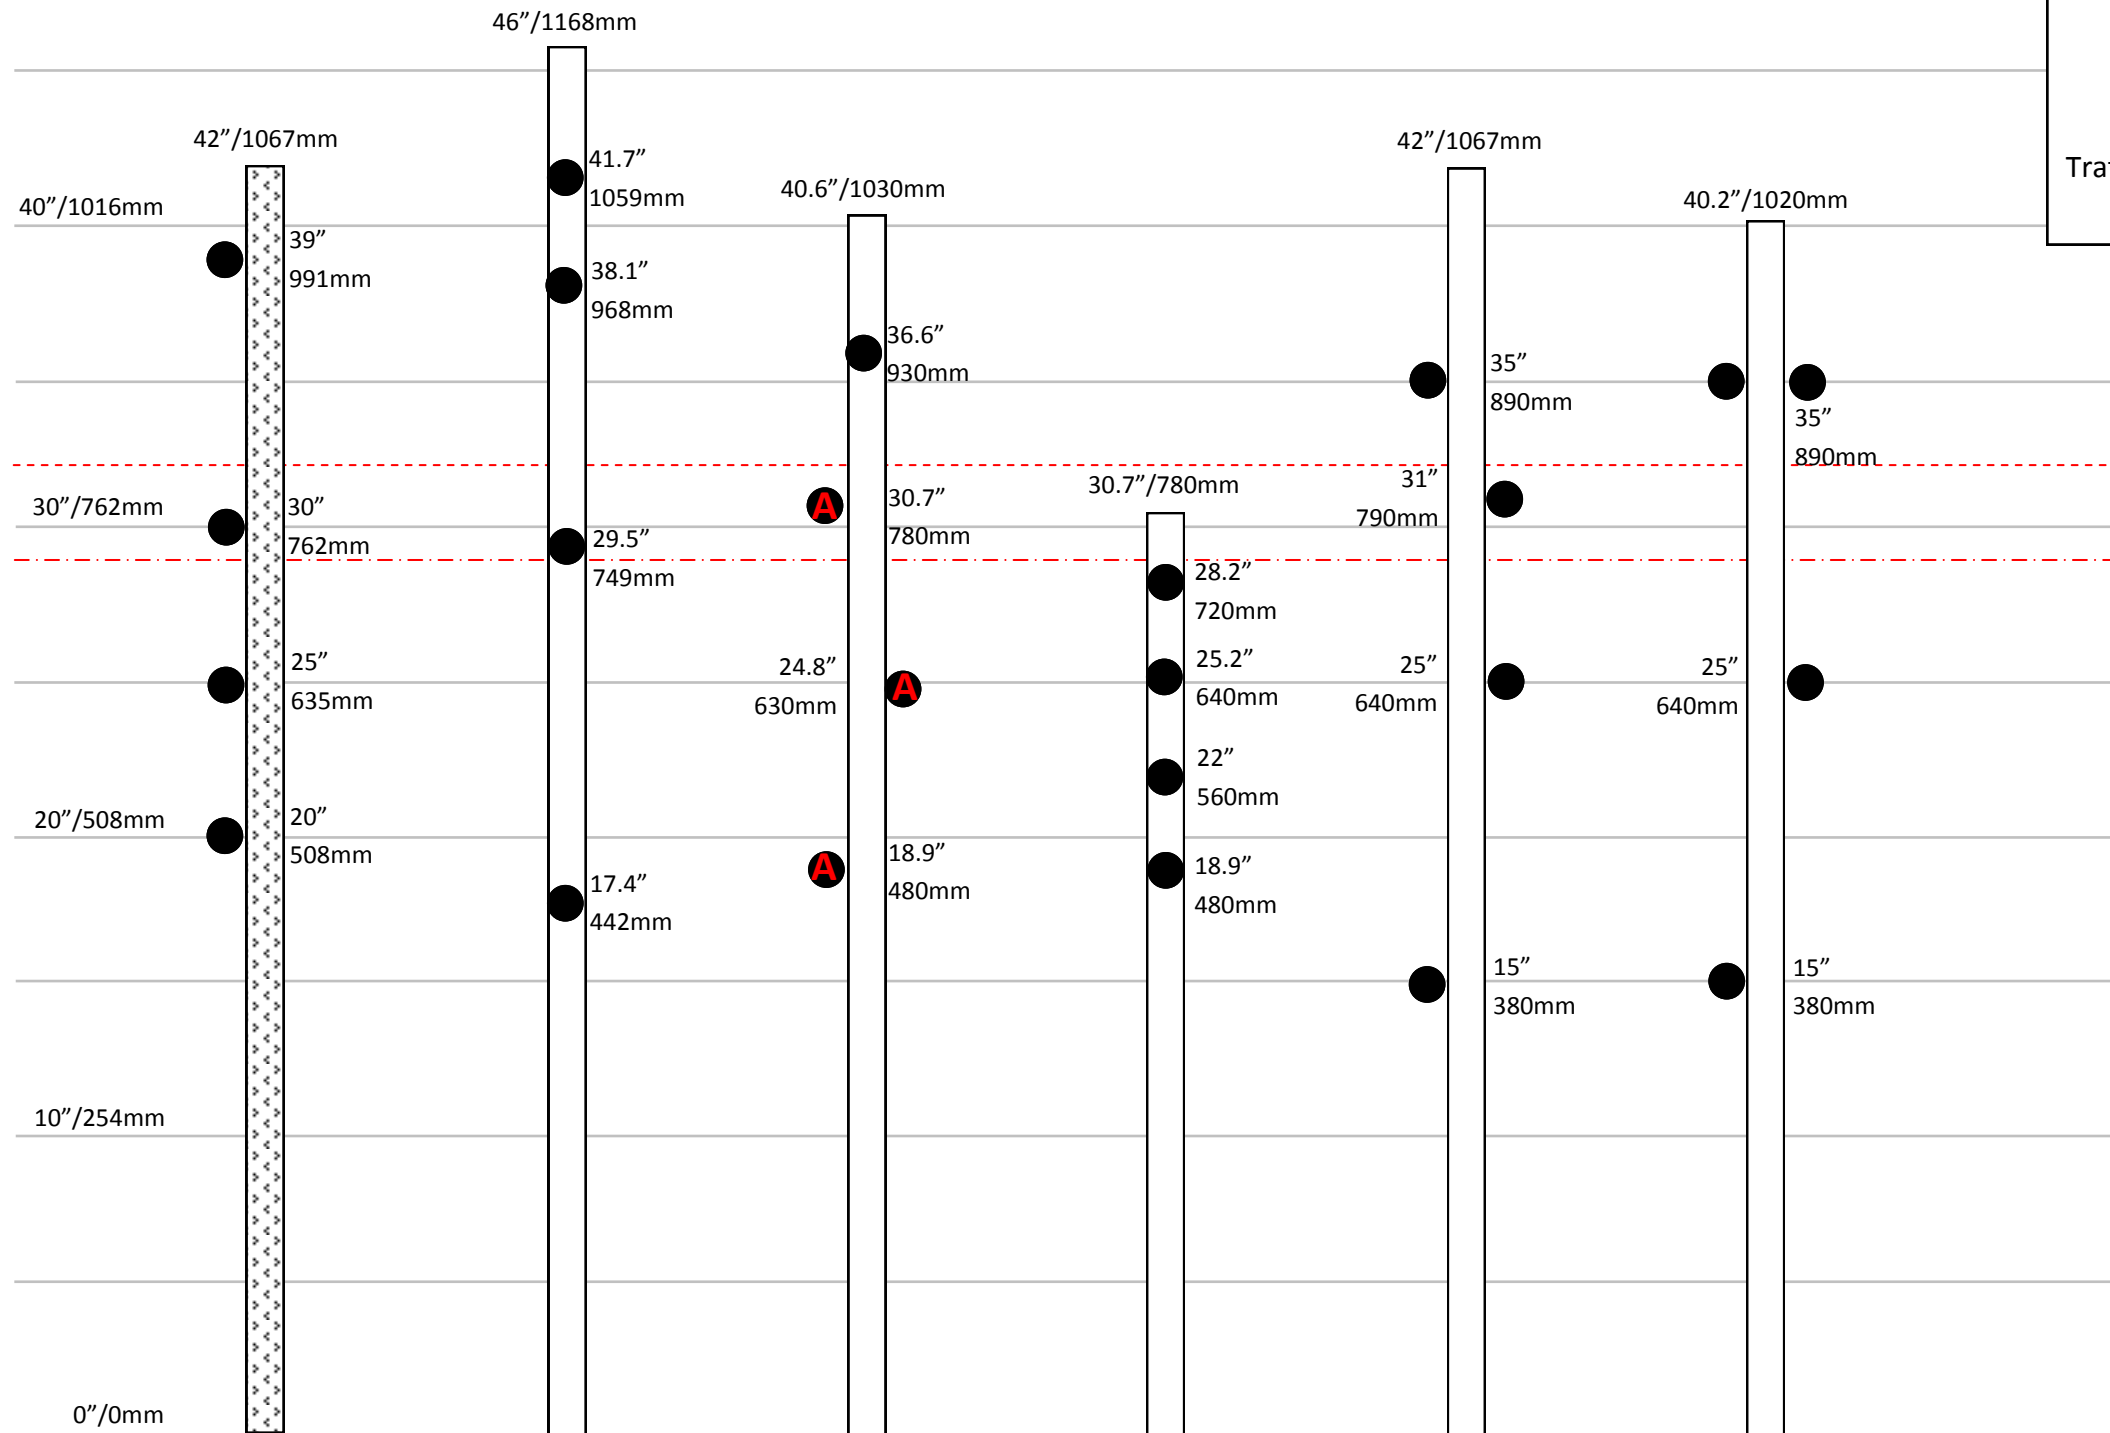 46”/1168mm
42”/1067mm
42”/1067mm
41.7”
1059mm
Tra
40.6”/1030mm
40.2”/1020mm
40”/1016mm
39”
991mm
38.1”
968mm
36.6”
930mm
35”
890mm
35”
890mm
31”
790mm
30.7”/780mm
30”/762mm
30”
762mm
A
30.7”
780mm
29.5”
749mm
28.2”
720mm
25”
635mm
24.8”
630mm
A
25.2”
640mm
25”
640mm
25”
640mm
22”
560mm
20”/508mm
20”
508mm
A
18.9”
480mm
18.9”
480mm
17.4”
442mm
15”
380mm
15”
380mm
10”/254mm
0”/0mm